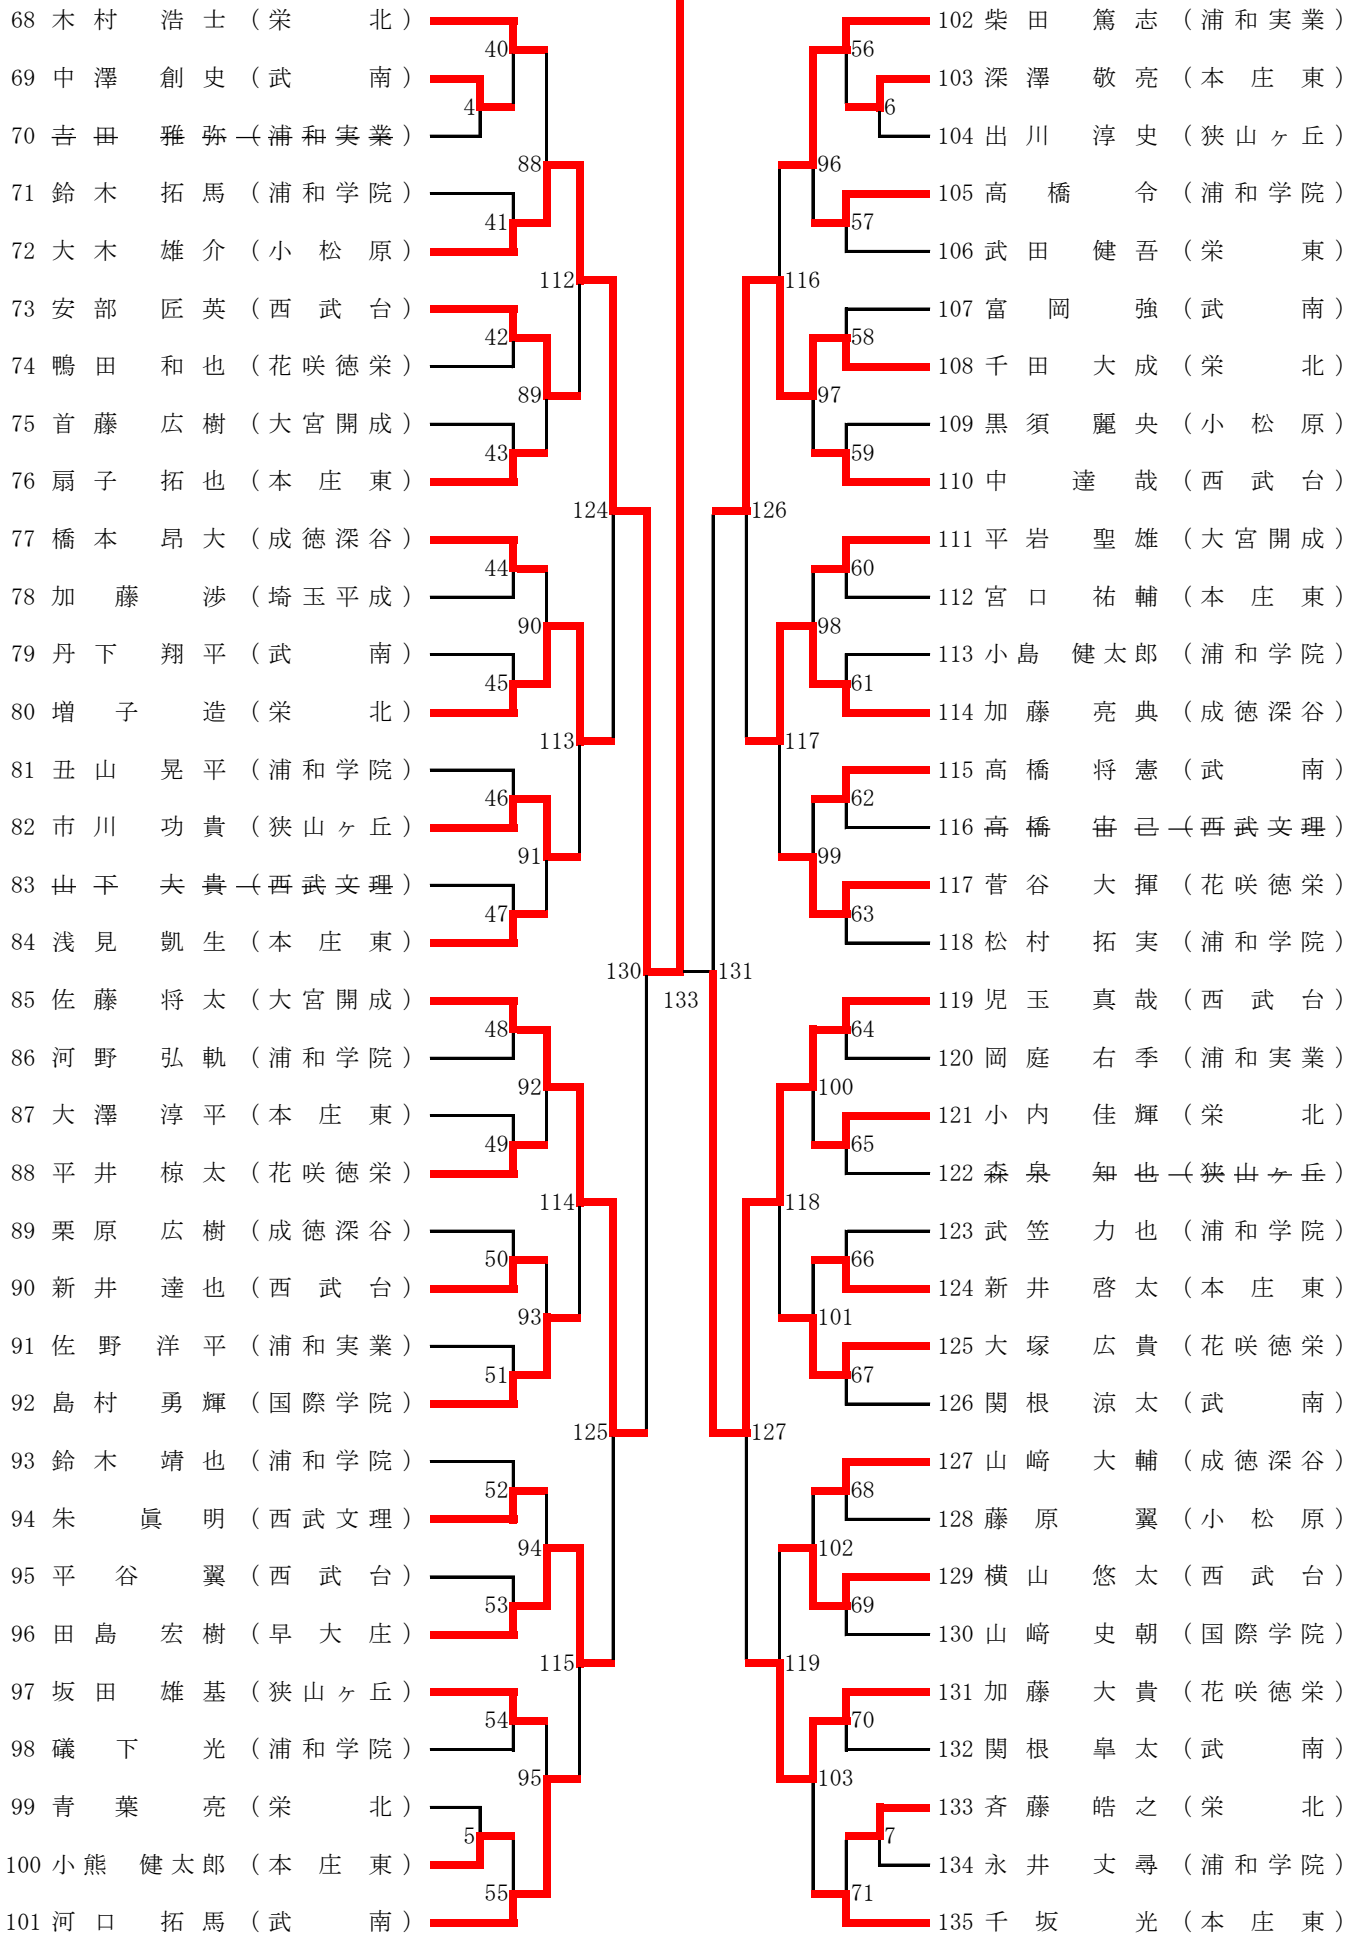 68 木村 浩士 (栄北)
69 中澤 創史 (武南)
70 吉田 雅弥 (浦和実業)
71 鈴木 拓馬 (浦和学院)
72 大木 雄介 (小松原)
73 安部 匠英 (西武台)
74 鴨田 和也 (花咲徳栄)
75 首藤 広樹 (大宮開成)
76 扇子 拓也 (本庄東)
77 橋本 昂大 (成徳深谷)
78 加藤 渉 (埼玉平成)
79 丹下 翔平 (武南)
80 増子 造 (栄北)
81 丑山 晃平 (浦和学院)
82 市川 功貴 (狭山ヶ丘)
83 山下 大貴 (西武文理)
84 浅見 凱生 (本庄東)
85 佐藤 将太 (大宮開成)
86 河野 弘軌 (浦和学院)
87 大澤 淳平 (本庄東)
88 平井 椋太 (花咲徳栄)
89 栗原 広樹 (成徳深谷)
90 新井 達也 (西武台)
91 佐野 洋平 (浦和実業)
92 島村 勇輝 (国際学院)
93 鈴木 靖也 (浦和学院)
94 朱 眞明 (西武文理)
95 平谷 翼 (西武台)
96 田島 宏樹 (早大庄)
97 坂田 雄基 (狭山ヶ丘)
98 礒下 光 (浦和学院)
99 青葉 亮 (栄北)
100 小熊 健太郎 (本庄東)
101 河口 拓馬 (武南)
40
4
88
41
112
42
89
43
124
44
90
45
113
46
91
47
130
48
92
49
114
50
93
51
125
52
94
53
115
54
95
5
55
133
102 柴田 篤志 (浦和実業)
103 深澤 敬亮 (本庄東)
104 出川 淳史 (狭山ヶ丘)
105 高橋 令 (浦和学院)
106 武田 健吾 (栄東)
107 富岡 強 (武南)
108 千田 大成 (栄北)
109 黒須 麗央 (小松原)
110 中 達哉 (西武台)
111 平岩 聖雄 (大宮開成)
112 宮口 祐輔 (本庄東)
113 小島 健太郎 (浦和学院)
114 加藤 亮典 (成徳深谷)
115 高橋 将憲 (武南)
116 高橋 宙己 (西武文理)
117 菅谷 大揮 (花咲徳栄)
118 松村 拓実 (浦和学院)
119 児玉 真哉 (西武台)
120 岡庭 右季 (浦和実業)
121 小内 佳輝 (栄北)
122 森泉 知也 (狭山ヶ丘)
123 武笠 力也 (浦和学院)
124 新井 啓太 (本庄東)
125 大塚 広貴 (花咲徳栄)
126 関根 涼太 (武南)
127 山﨑 大輔 (成徳深谷)
128 藤原 翼 (小松原)
129 横山 悠太 (西武台)
130 山﨑 史朝 (国際学院)
131 加藤 大貴 (花咲徳栄)
132 関根 皐太 (武南)
133 斉藤 皓之 (栄北)
134 永井 丈尋 (浦和学院)
135 千坂 光 (本庄東)
56
6
96
57
116
58
97
59
126
60
98
61
117
62
99
63
131
64
100
65
118
66
101
67
127
68
102
69
119
70
103
7
71